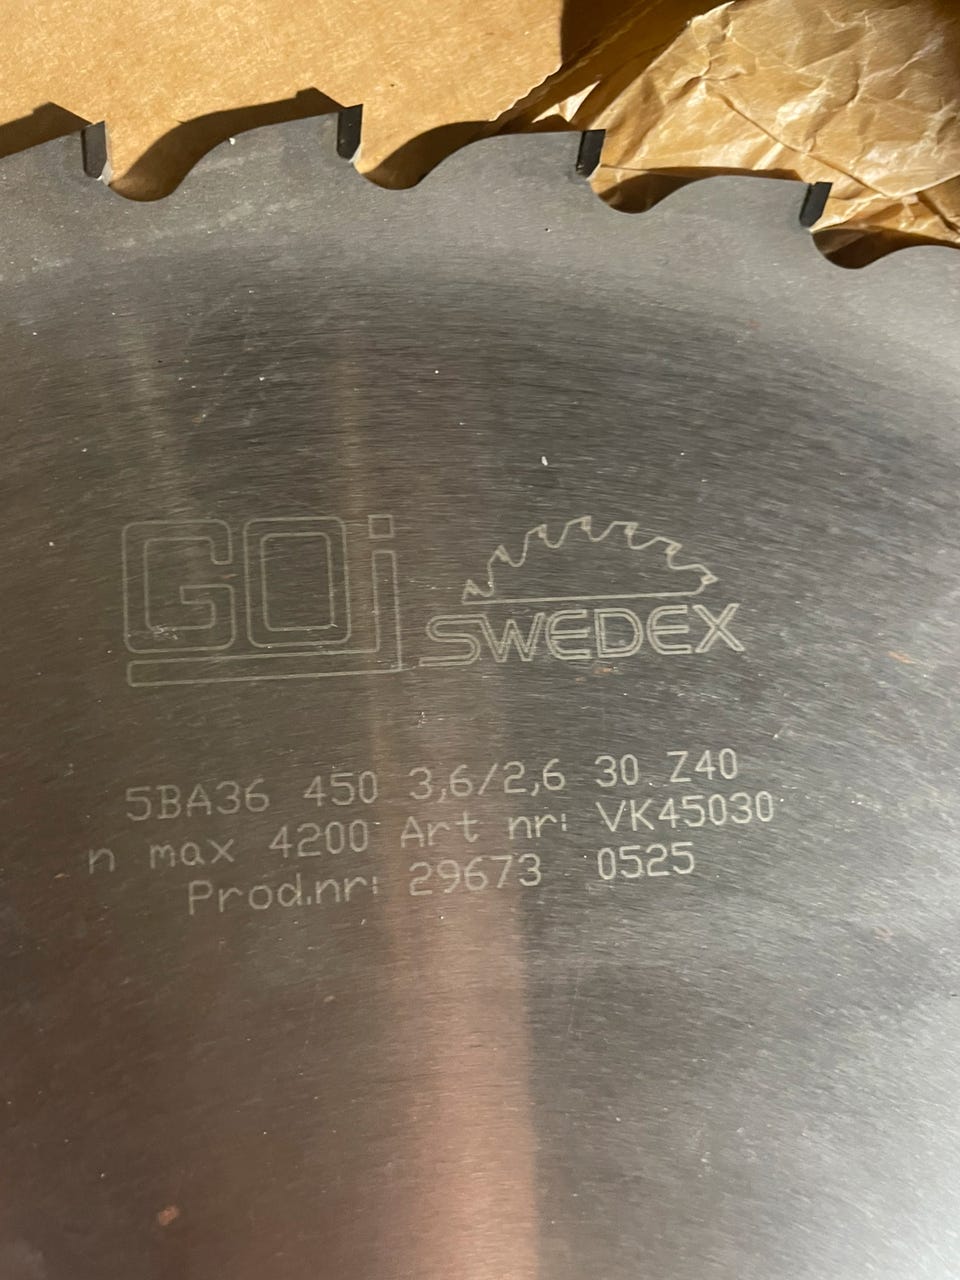 GOi
SWEDEX
5BA36 450 3,6/2,6 30 Z40
n max 4200 Art nr: VK45030
Prod.nr: 29673 0525